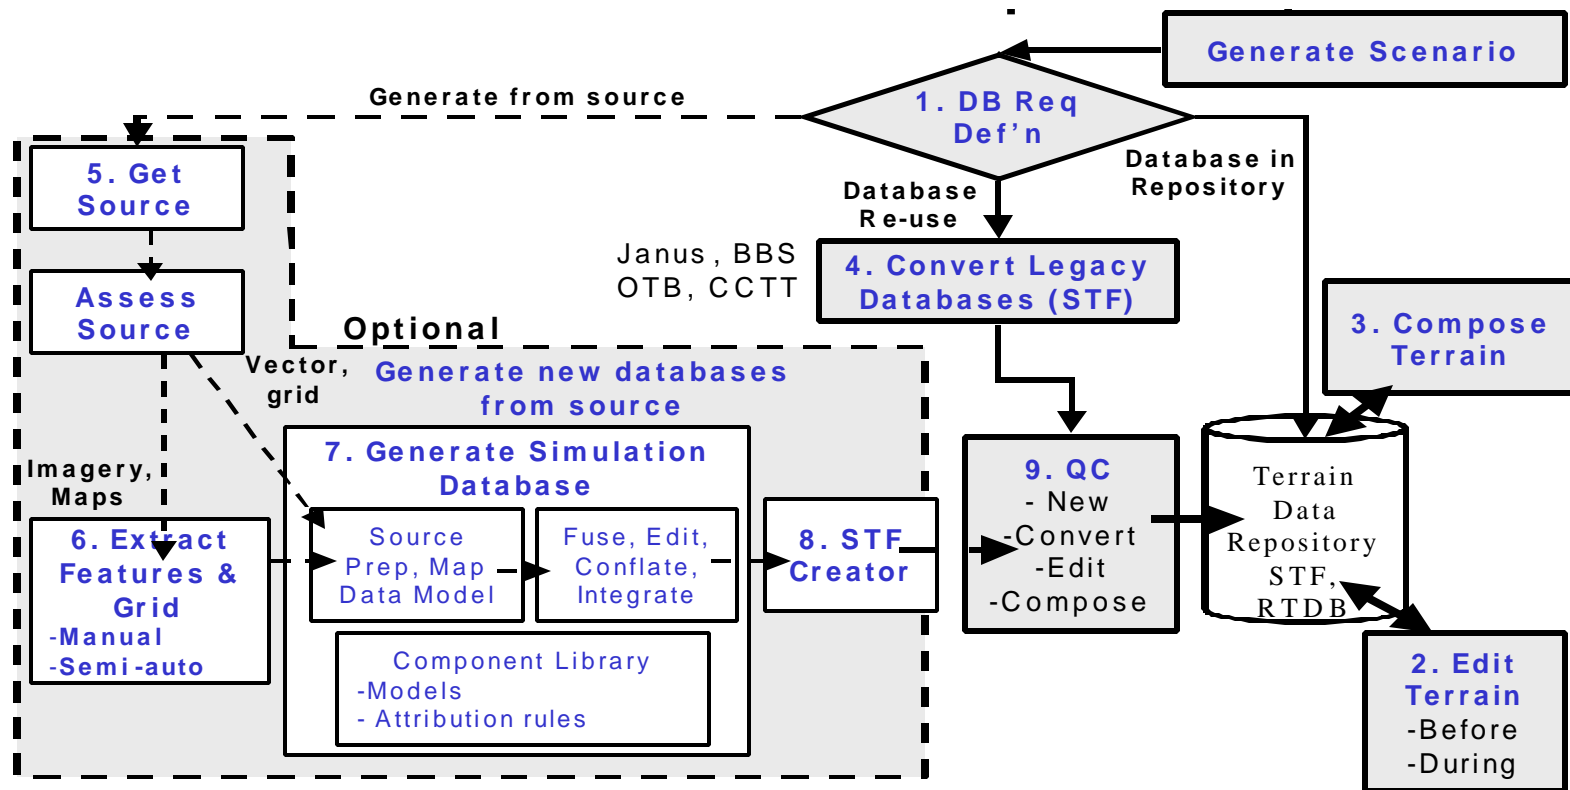 Generate Scenario
Generate from source
1. DB Req
Def'n
Database in
Repository
Database
Re-use
5. Get
Source
Janus, BBS
OTB, CCTT
4. Convert Legacy
Databases (STF)
Assess
Source
Optional
3. Compose
Terrain
Vector,
grid
Generate new databases
from source
Imagery,
Maps
7. Generate Simulation
Database
6. Extract
Features &
Grid
-Manual
-Semi-auto
Source
Prep, Map
Data Model
Fuse, Edit,
Conflate,
Integrate
Component Library
-Models
- Attribution rules
8. STF
Creator
9. QC
- New
-Convert
-Edit
-Compose
Terrain
Data
Repository
STF,
RTDB
2. Edit
Terrain
-Before
-During